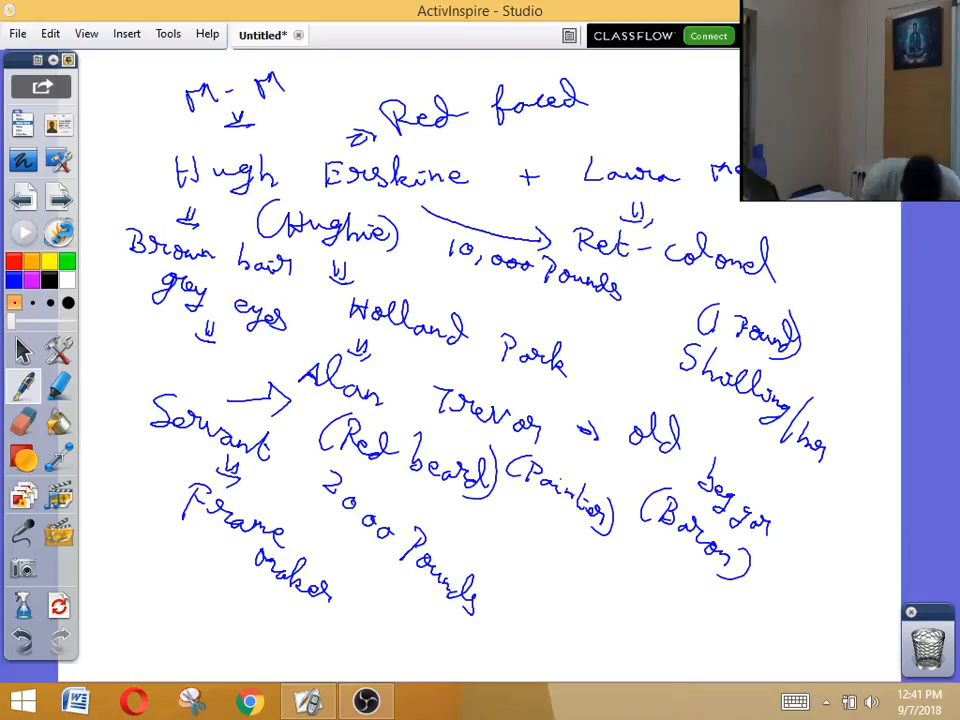 ActivInspire - Studio
File Edit View Insert Tools Help Untitled* CLASSFLOW Connect
M - M
Red faced
Hugh Erskine + Laura Me
(Hughie) 10,000 Pounds Ret - colonel
Brown hair
grey eyes
Holland Park
(1 Pound)
Shilling/hr
Servant Alan Trevor old beggar
(Red beard) (Painter) (Baron)
Frame maker
2000 Pounds
12:41 PM
9/7/2018